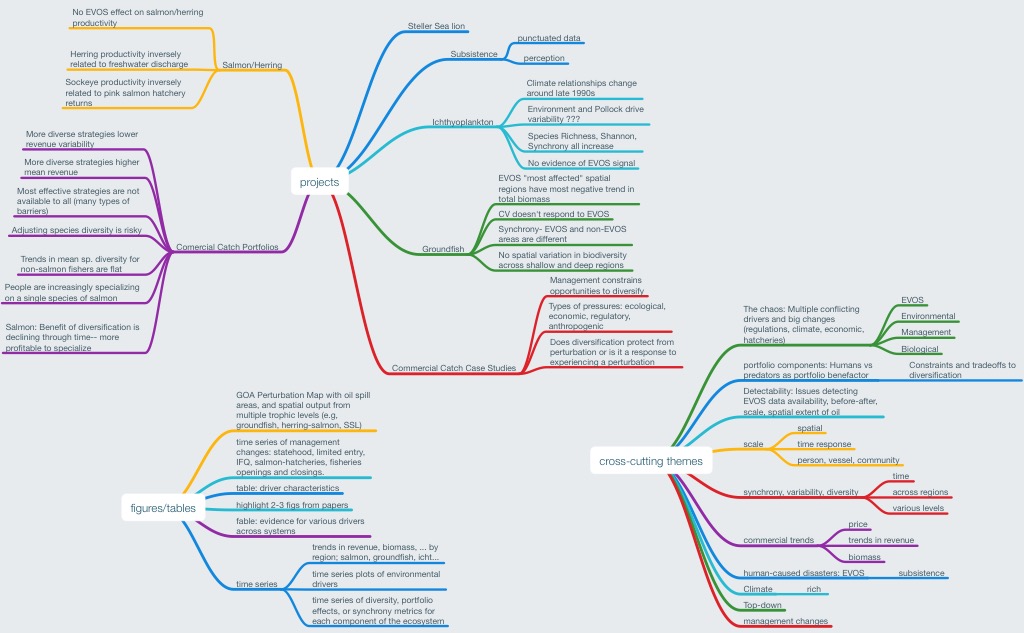 No EVOS effect on salmon/herring
productivity
Herring productivity inversely
related to freshwater discharge
Sockeye productivity inversely
related to pink salmon hatchery
returns
Salmon/Herring
More diverse strategies lower
revenue variability
More diverse strategies higher
mean revenue
Most effective strategies are not
available to all (many types of
barriers)
Adjusting species diversity is risky
Trends in mean sp. diversity for
non-salmon fishers are flat
People are increasingly specializing
on a single species of salmon
Salmon: Benefit of diversification is
declining through time-- more
profitable to specialize
Comercial Catch Portfolios
projects
Steller Sea lion
Subsistence
punctuated data
perception
Ichthyoplankton
Climate relationships change
around late 1990s
Environment and Pollock drive
variability ???
Species Richness, Shannon,
Synchrony all increase
No evidence of EVOS signal
Groundfish
EVOS "most affected" spatial
regions have most negative trend in
total biomass
CV doesn't respond to EVOS
Synchrony- EVOS and non-EVOS
areas are different
No spatial variation in biodiversity
across shallow and deep regions
Commercial Catch Case Studies
Management constrains
opportunities to diversify
Types of pressures: ecological,
economic, regulatory,
anthropogenic
Does diversification protect from
perturbation or is it a response to
experiencing a perturbation
figures/tables
GOA Perturbation Map with oil spill
areas, and spatial output from
multiple trophic levels (e.g,
groundfish, herring-salmon, SSL)
time series of management
changes: statehood, limited entry,
IFQ, salmon-hatcheries, fisheries
openings and closings.
table: driver characteristics
highlight 2-3 figs from papers
table: evidence for various drivers
across systems
time series
trends in revenue, biomass, ... by
region; salmon, groundfish, icht...
time series plots of environmental
drivers
time series of diversity, portfolio
effects, or synchrony metrics for
each component of the ecosystem
cross-cutting themes
The chaos: Multiple conflicting
drivers and big changes
(regulations, climate, economic,
hatcheries)
EVOS
Environmental
Management
Biological
portfolio components: Humans vs
predators as portfolio benefactor
Constraints and tradeoffs to
diversification
Detectability: Issues detecting
EVOS data availability, before-after,
scale, spatial extent of oil
scale
spatial
time response
person, vessel, community
synchrony, variability, diversity
time
across regions
various levels
commercial trends
price
trends in revenue
biomass
human-caused disasters: EVOS
subsistence
Climate
rich
Top-down
management changes